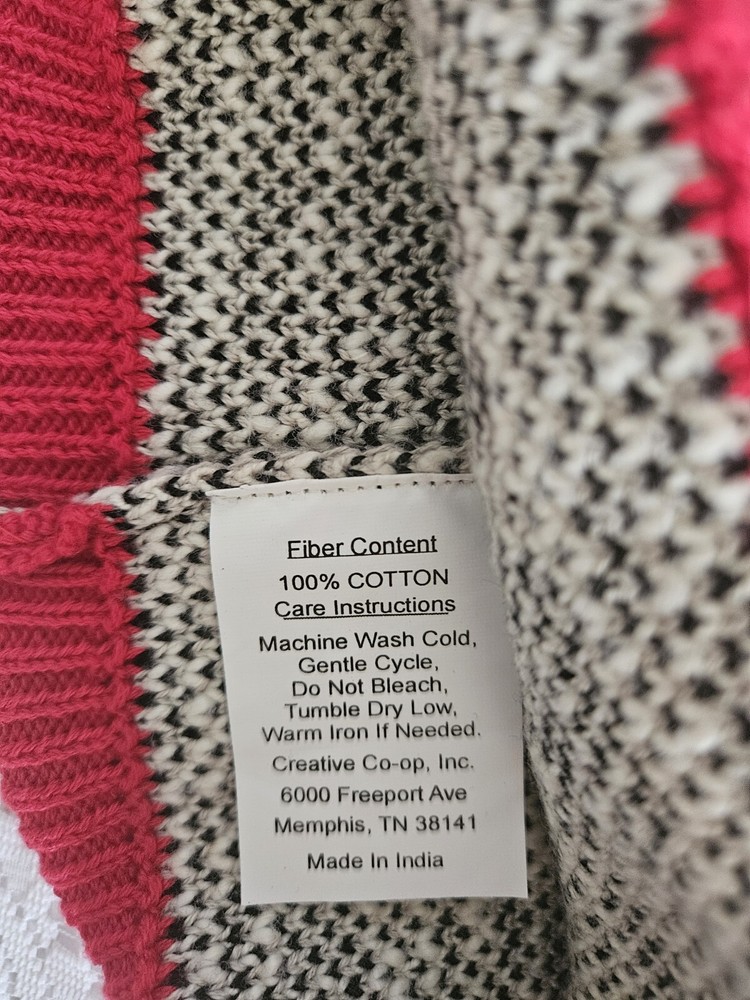 Fiber Content
100% COTTON
Care Instructions
Machine Wash Cold,
Gentle Cycle,
Do Not Bleach,
Tumble Dry Low,
Warm Iron If Needed.
Creative Co-op, Inc.
6000 Freeport Ave
Memphis, TN 38141
Made In India